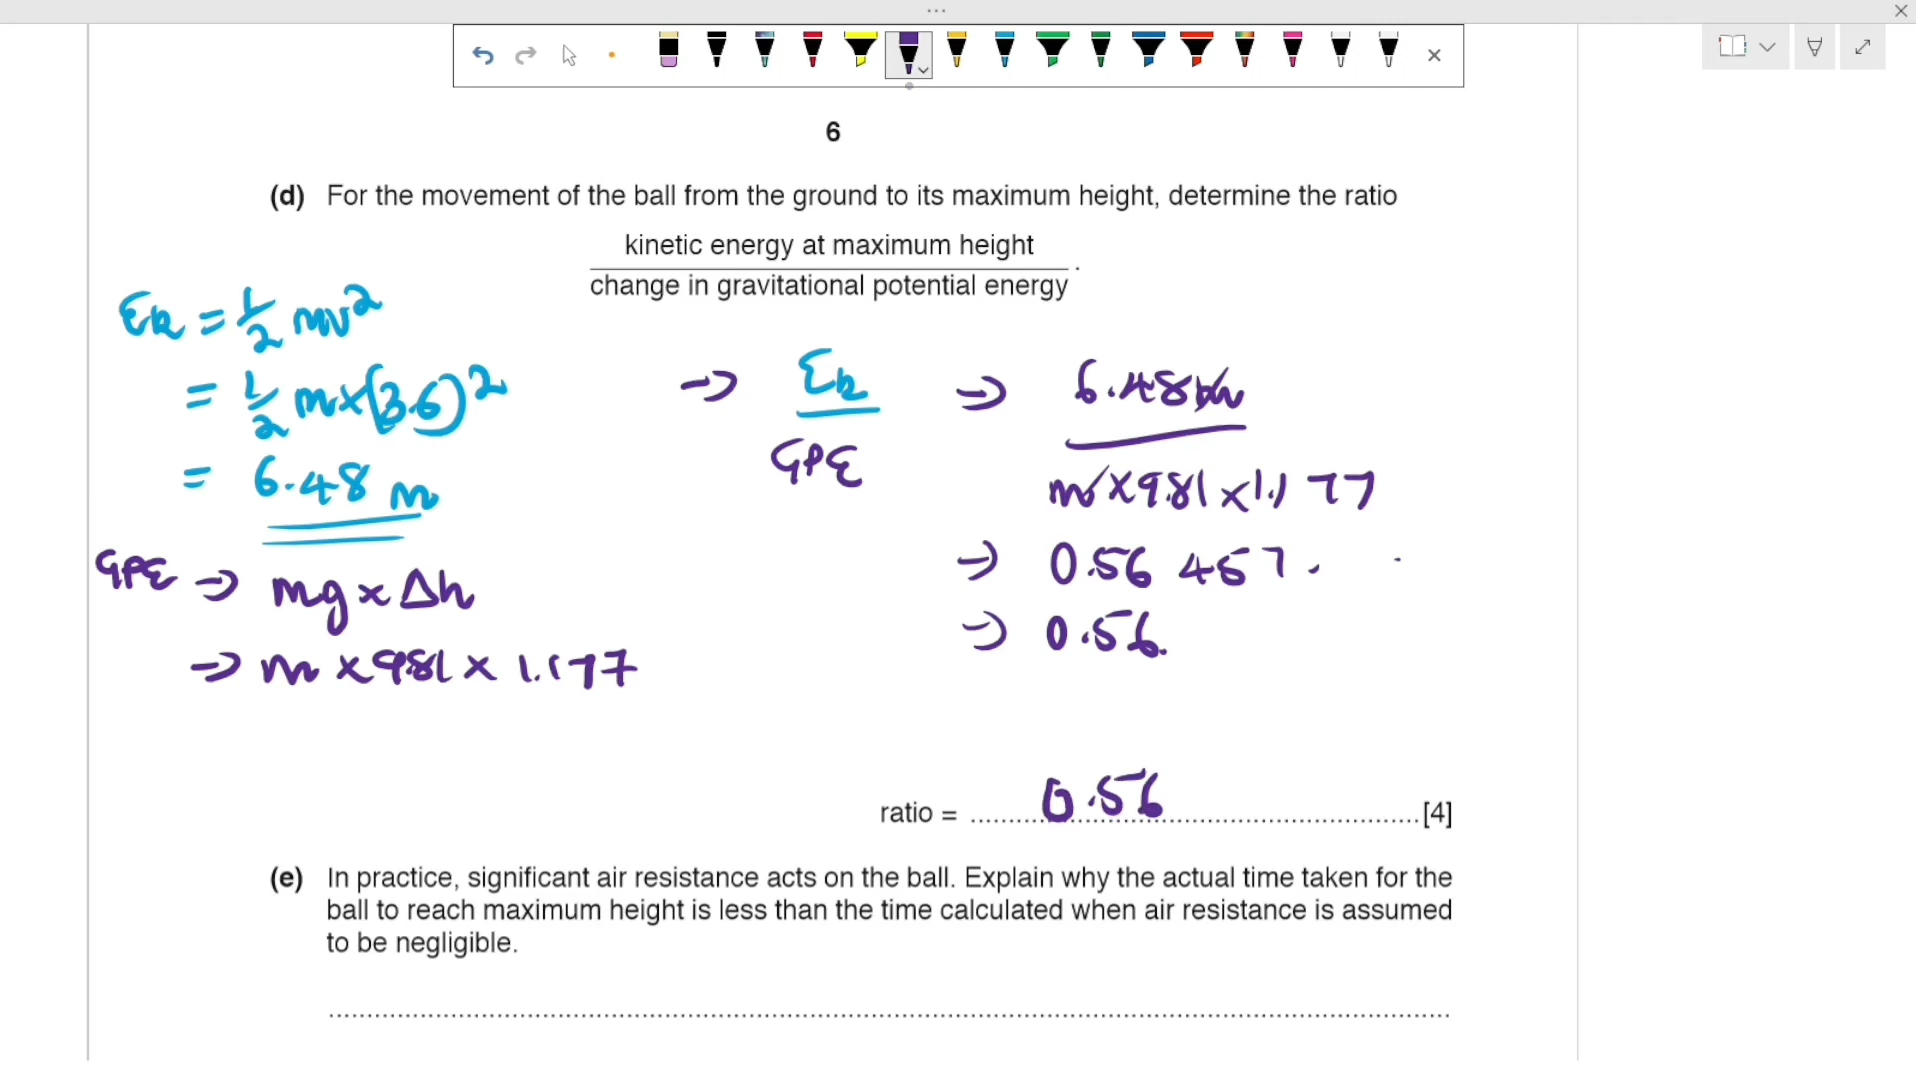 6
(d) For the movement of the ball from the ground to its maximum height, determine the ratio
kinetic energy at maximum height
change in gravitational potential energy .
Ek = 1/2 mv²
= 1/2 m×(3.6)²
= 6.48 m
GPE → mg × Δh
→ m × 9.81 × 1.177
→ Ek / GPE → 6.48m / m × 9.81 × 1.177
→ 0.56 457 .
→ 0.56.
ratio = 0.56 [4]
(e) In practice, significant air resistance acts on the ball. Explain why the actual time taken for the
ball to reach maximum height is less than the time calculated when air resistance is assumed
to be negligible.